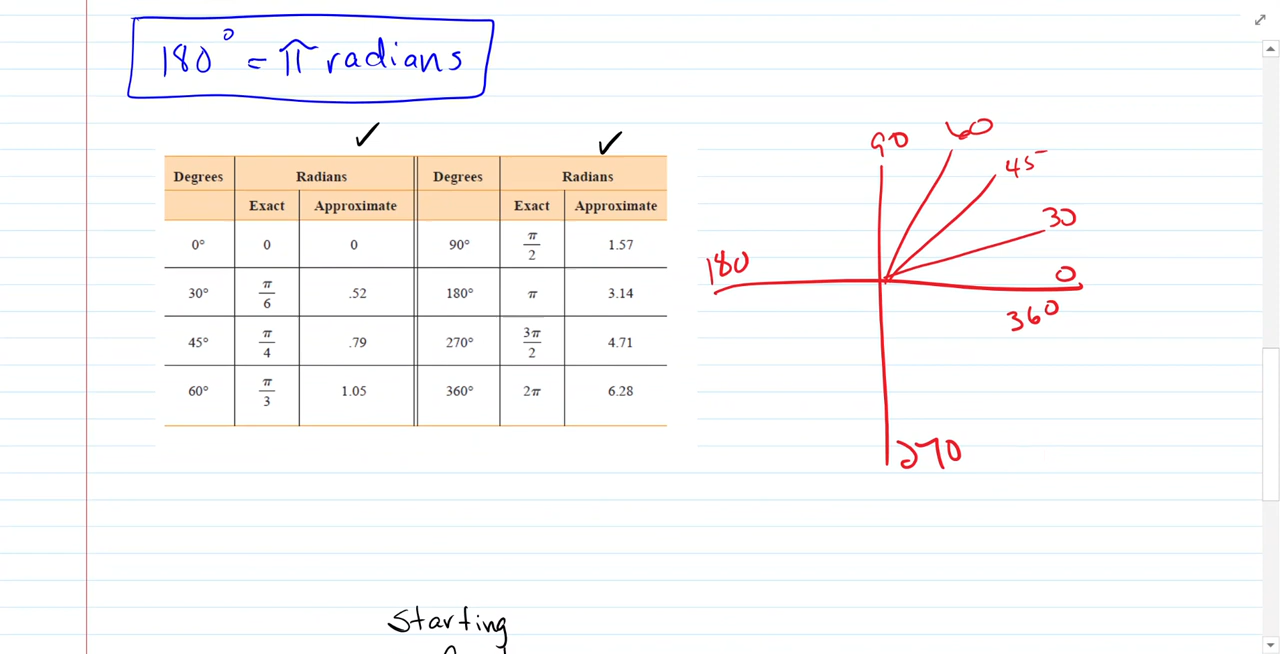 180° = π radians
✓ ✓
Degrees Radians Degrees Radians
Exact Approximate Exact Approximate
0° 0 0 90° π/2 1.57
30° π/6 .52 180° π 3.14
45° π/4 .79 270° 3π/2 4.71
60° π/3 1.05 360° 2π 6.28
90 60
45
30
180 0
360
270
Starting